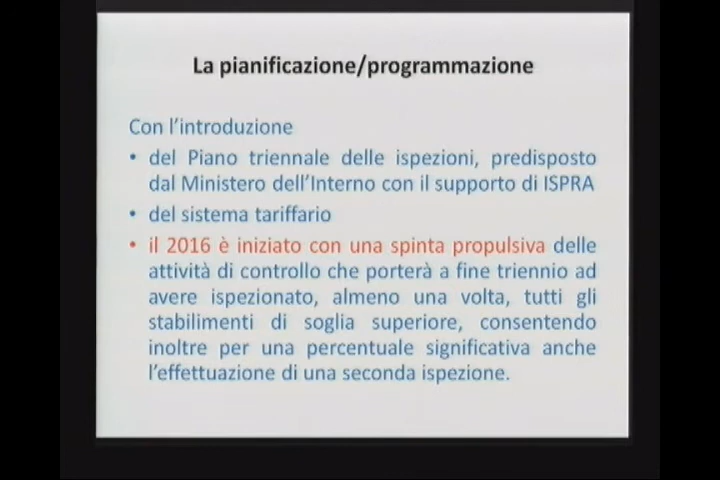 La pianificazione/programmazione
Con l'introduzione
• del Piano triennale delle ispezioni, predisposto
dal Ministero dell'Interno con il supporto di ISPRA
• del sistema tariffario
• il 2016 è iniziato con una spinta propulsiva delle
attività di controllo che porterà a fine triennio ad
avere ispezionato, almeno una volta, tutti gli
stabilimenti di soglia superiore, consentendo
inoltre per una percentuale significativa anche
l'effettuazione di una seconda ispezione.